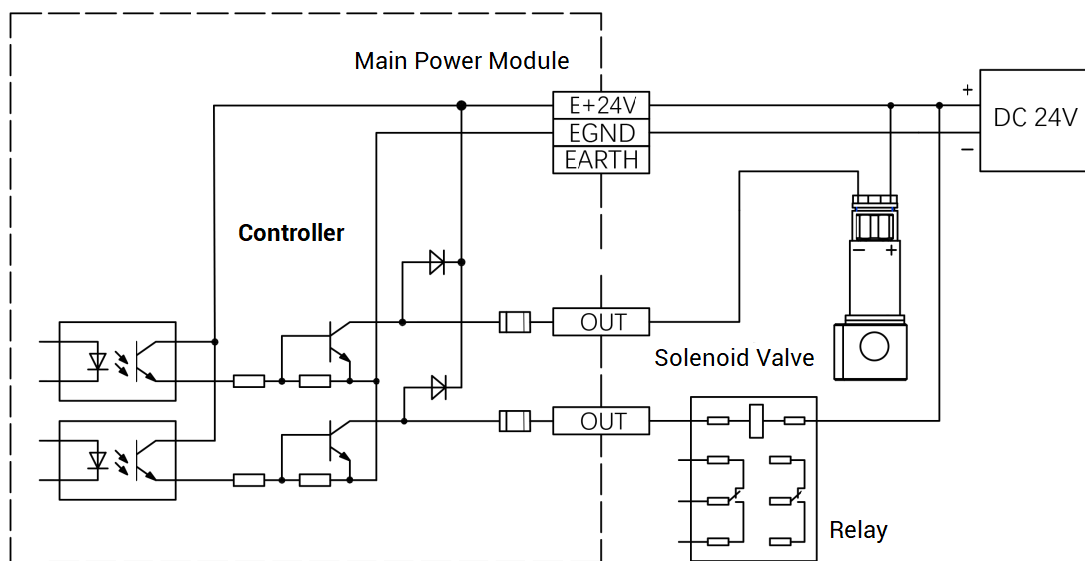 Main Power Module
+
E+24V
DC 24V
EGND
−
EARTH
Controller
− +
OUT
Solenoid Valve
OUT
Relay